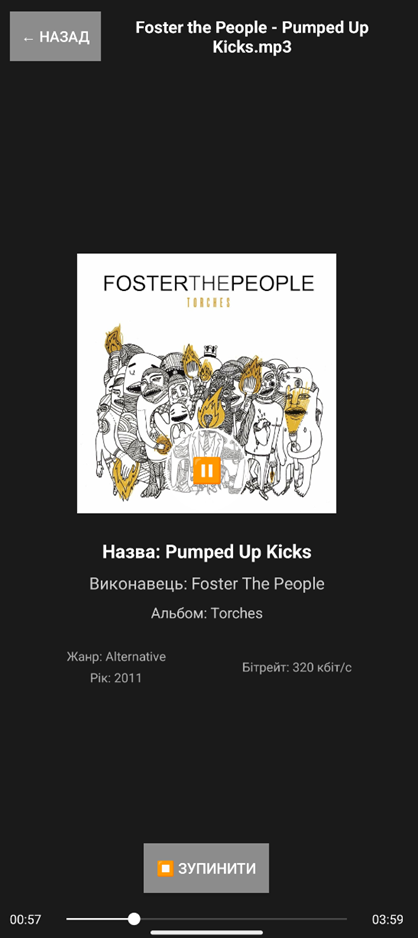 ← НАЗАД
Foster the People - Pumped Up
Kicks.mp3
FOSTERTHEPEOPLE
TORCHES
Назва: Pumped Up Kicks
Виконавець: Foster The People
Альбом: Torches
Жанр: Alternative
Рік: 2011
Бітрейт: 320 кбіт/с
ЗУПИНИТИ
00:57
03:59